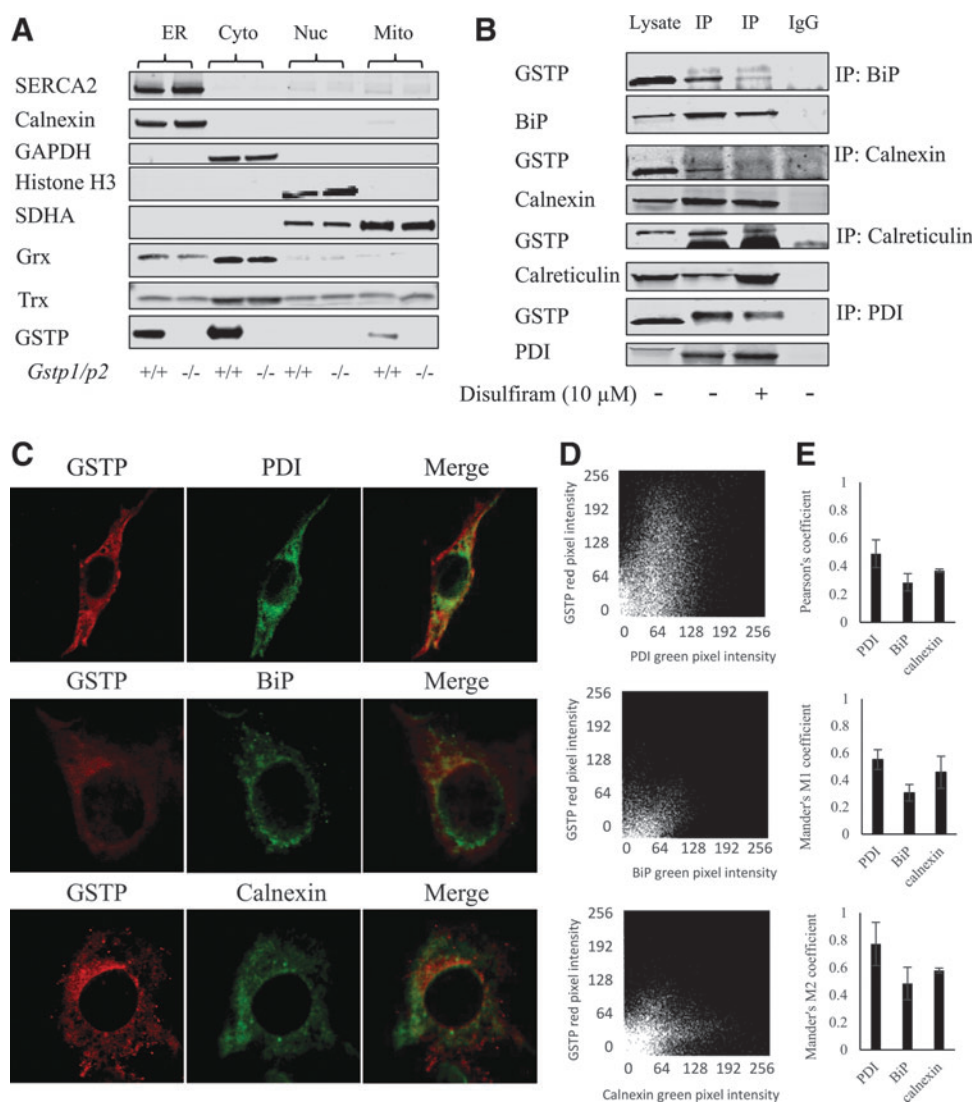 A
ER Cyto Nuc Mito
SERCA2
Calnexin
GAPDH
Histone H3
SDHA
Grx
Trx
GSTP
Gstp1/p2 +/+ -/- +/+ -/- +/+ -/- +/+ -/-
B
Lysate IP IP IgG
GSTP IP: BiP
BiP
GSTP IP: Calnexin
Calnexin
GSTP IP: Calreticulin
Calreticulin
GSTP IP: PDI
PDI
Disulfiram (10 µM) - - + -
C
GSTP PDI Merge
GSTP BiP Merge
GSTP Calnexin Merge
D
GSTP red pixel intensity
256
192
128
64
0
0 64 128 192 256
PDI green pixel intensity
GSTP red pixel intensity
256
192
128
64
0
0 64 128 192 256
BiP green pixel intensity
GSTP red pixel intensity
256
192
128
64
0
0 64 128 192 256
Calnexin green pixel intensity
E
Pearson's coefficient
1
0.8
0.6
0.4
0.2
0
PDI BiP calnexin
Mander's M1 coefficient
1
0.8
0.6
0.4
0.2
0
PDI BiP calnexin
Mander's M2 coefficient
1
0.8
0.6
0.4
0.2
0
PDI BiP calnexin